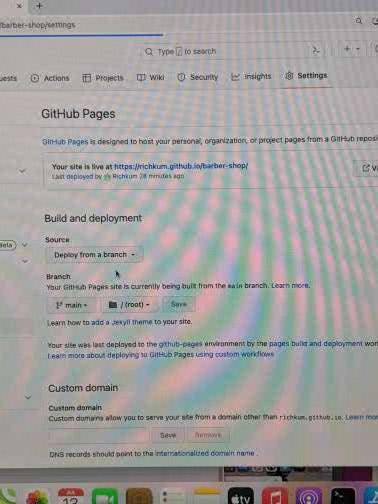 /barber-shop/settings
Type / to search
Actions
Projects
Wiki
Security
Insights
Settings
GitHub Pages
GitHub Pages is designed to host your personal, organization, or project pages from a GitHub
Your site is live at https://richkum.github.io/barber-shop/
Last deployed by Richkum 28 minutes ago
Build and deployment
Source
Beta
Deploy from a branch
Branch
Your GitHub Pages site is currently being built from the main branch. Learn more.
main
/ (root)
Save
Learn how to add a Jekyll theme to your site.
Your site was last deployed to the github-pages environment by the pages build and deployment
Learn more about deploying to GitHub Pages using custom workflows
Custom domain
Custom domain
Custom domains allow you to serve your site from a domain other than richkum.github.io. Learn
Save
Remove
DNS records should point to the internationalized domain name .
tv